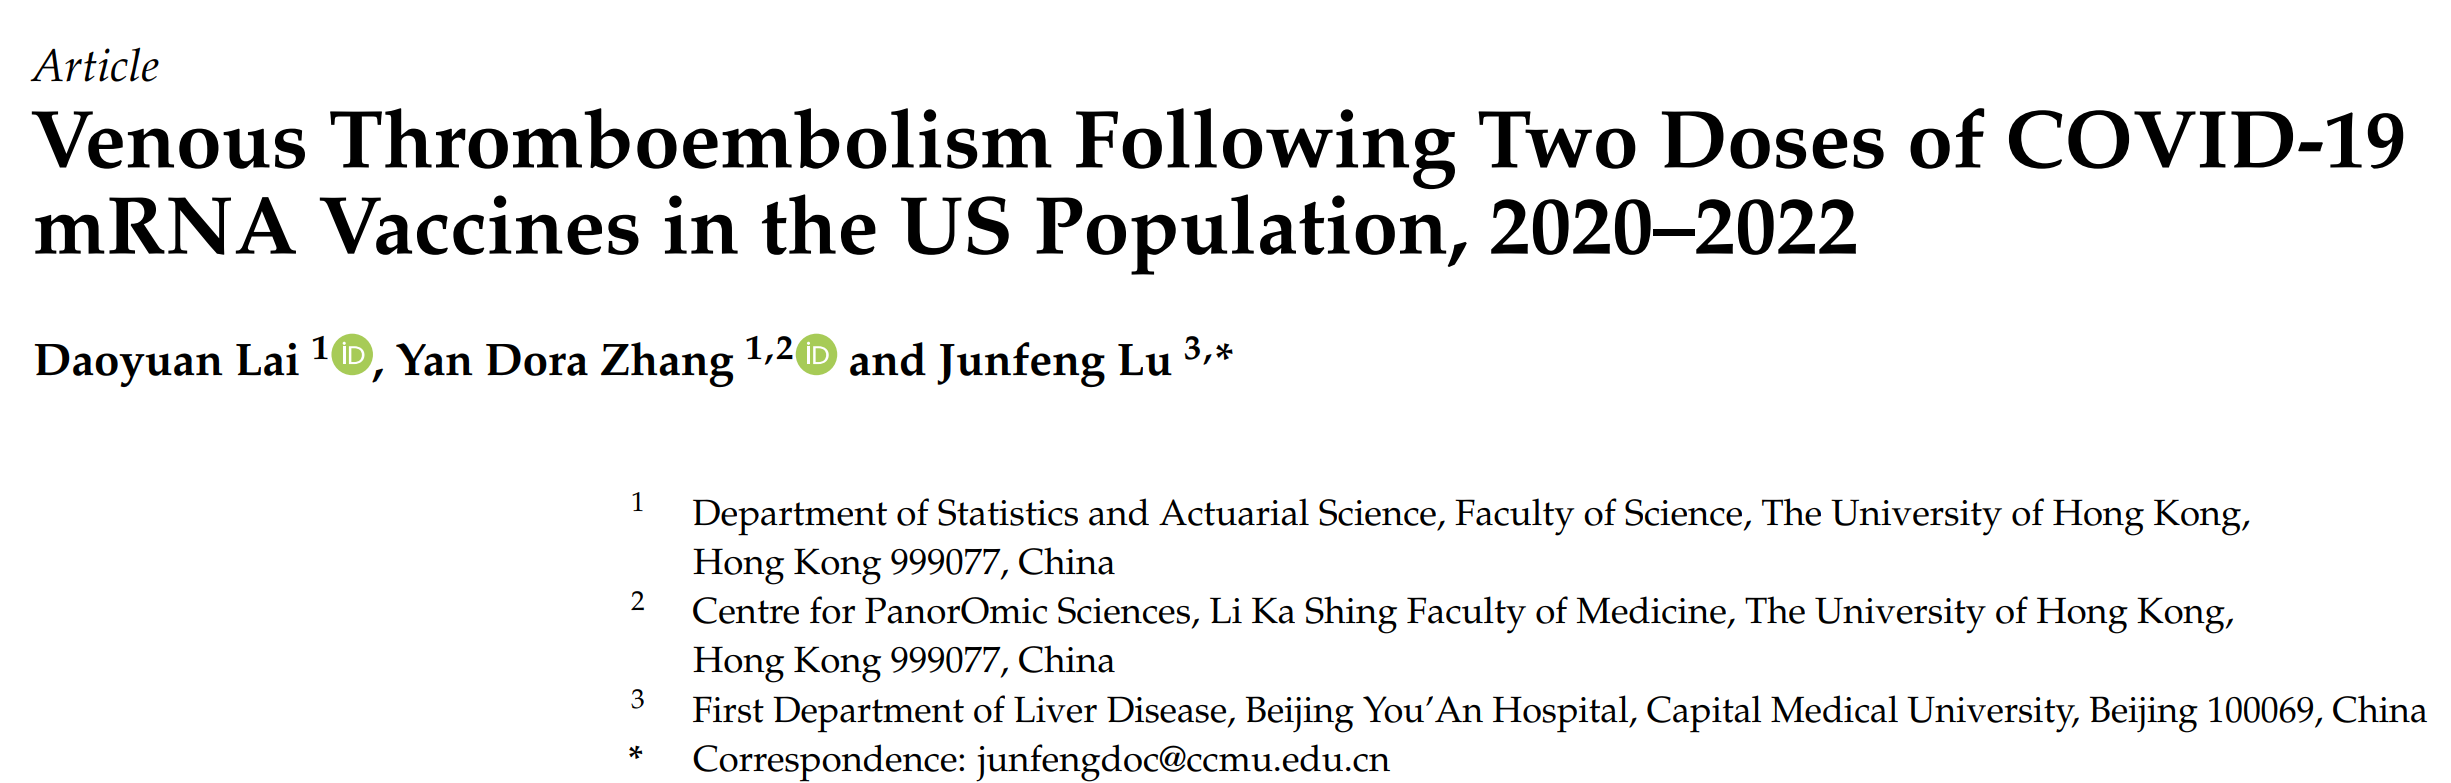 Article
Venous Thromboembolism Following Two Doses of COVID-19
mRNA Vaccines in the US Population, 2020–2022
Daoyuan Lai 1 iD, Yan Dora Zhang 1,2 iD and Junfeng Lu 3,*
1 Department of Statistics and Actuarial Science, Faculty of Science, The University of Hong Kong,
Hong Kong 999077, China
2 Centre for PanorOmic Sciences, Li Ka Shing Faculty of Medicine, The University of Hong Kong,
Hong Kong 999077, China
3 First Department of Liver Disease, Beijing You’An Hospital, Capital Medical University, Beijing 100069, China
* Correspondence: junfengdoc@ccmu.edu.cn